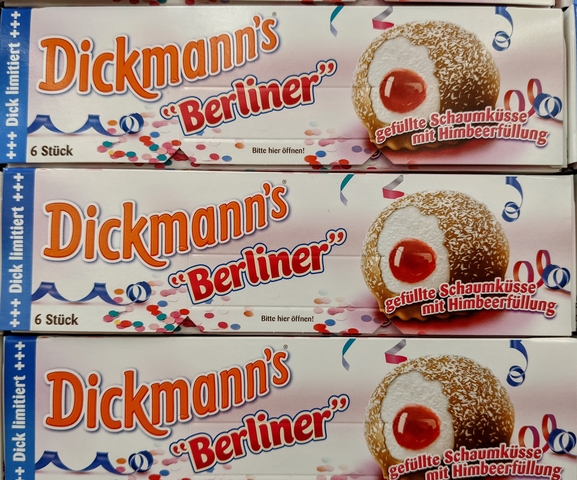 +++ Dick limitiert +++
Dickmann's®
"Berliner"
gefüllte Schaumküsse
mit Himbeerfüllung
6 Stück
Bitte hier öffnen!
+++ Dick limitiert +++
Dickmann's®
"Berliner"
gefüllte Schaumküsse
mit Himbeerfüllung
6 Stück
Bitte hier öffnen!
++ Dick limitiert +++
Dickmann's®
"Berliner"
gefüllte Schaumküsse
mit Himbeerfüllung